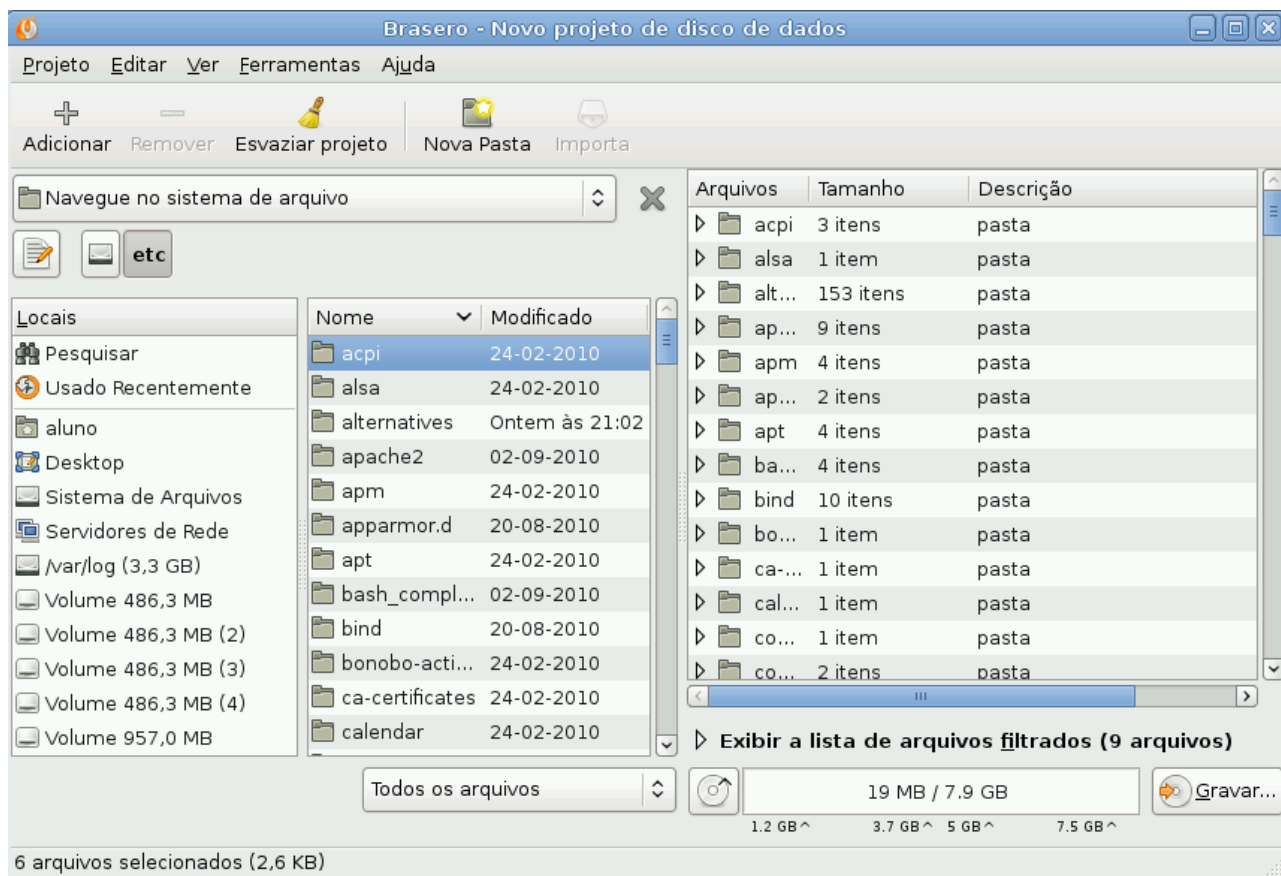 Brasero - Novo projeto de disco de dados
Projeto Editar Ver Ferramentas Ajuda
Adicionar Remover Esvaziar projeto Nova Pasta Importa
Navegue no sistema de arquivo
etc
Locais
Pesquisar
Usado Recentemente
aluno
Desktop
Sistema de Arquivos
Servidores de Rede
/var/log (3,3 GB)
Volume 486,3 MB
Volume 486,3 MB (2)
Volume 486,3 MB (3)
Volume 486,3 MB (4)
Volume 957,0 MB
Nome Modificado
acpi 24-02-2010
alsa 24-02-2010
alternatives Ontem às 21:02
apache2 02-09-2010
apm 24-02-2010
apparmor.d 20-08-2010
apt 24-02-2010
bash_compl... 02-09-2010
bind 20-08-2010
bonobo-acti... 24-02-2010
ca-certificates 24-02-2010
calendar 24-02-2010
Todos os arquivos
Arquivos Tamanho Descrição
acpi 3 itens pasta
alsa 1 item pasta
alt... 153 itens pasta
ap... 9 itens pasta
apm 4 itens pasta
ap... 2 itens pasta
apt 4 itens pasta
ba... 4 itens pasta
bind 10 itens pasta
bo... 1 item pasta
ca-... 1 item pasta
cal... 1 item pasta
co... 1 item pasta
co... 2 itens pasta
Exibir a lista de arquivos filtrados (9 arquivos)
19 MB / 7.9 GB
Gravar...
1.2 GB^ 3.7 GB^ 5 GB^ 7.5 GB^
6 arquivos selecionados (2,6 KB)